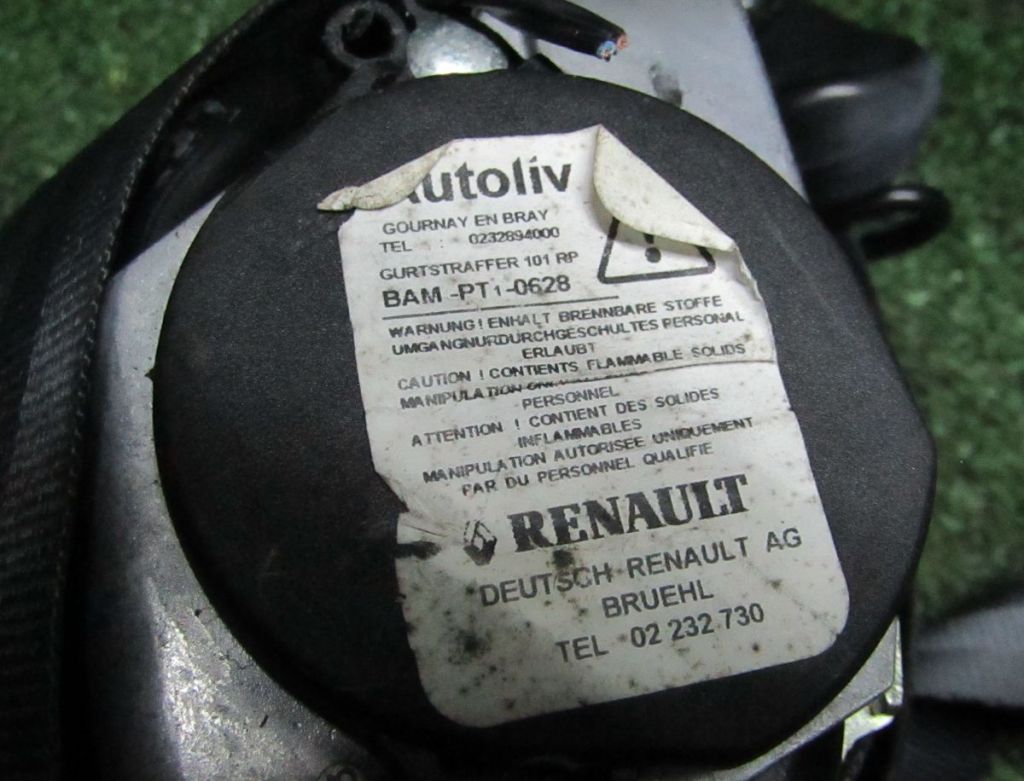 utoliv
GOURNAY EN BRAY
TEL : 0232894000
GURTSTRAFFER 101 RP
BAM -PT1-0628
WARNUNG! ENHALT BRENNBARE STOFFE
UMGANGNURDURCHGESCHULTES PERSONAL
ERLAUBT
CAUTION ! CONTIENTS FLAMMABLE SOLIDS
MANIPULATION
PERSONNEL
ATTENTION ! CONTIENT DES SOLIDES
INFLAMMABLES
MANIPULATION AUTORISEE UNIQUEMENT
PAR DU PERSONNEL QUALIFIE
RENAULT
DEUTSCH RENAULT AG
BRUEHL
TEL 02 232 730